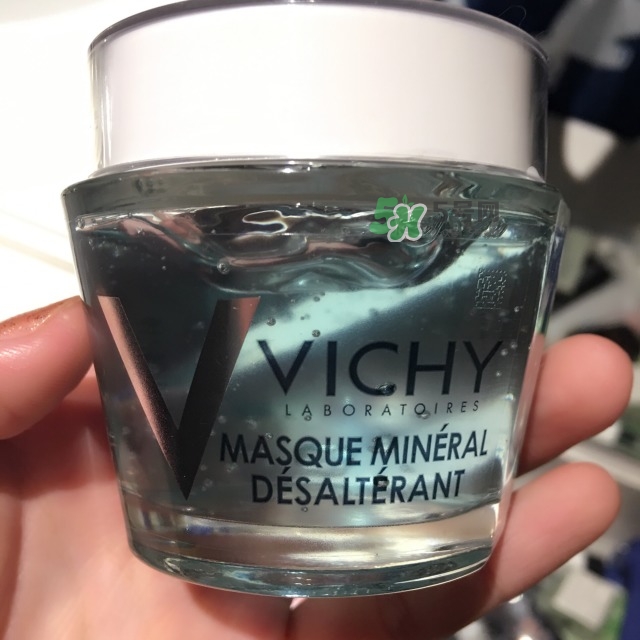 VICHY
LABORATOIRES
MASQUE MINÉRAL
DÉSALTÉRANT